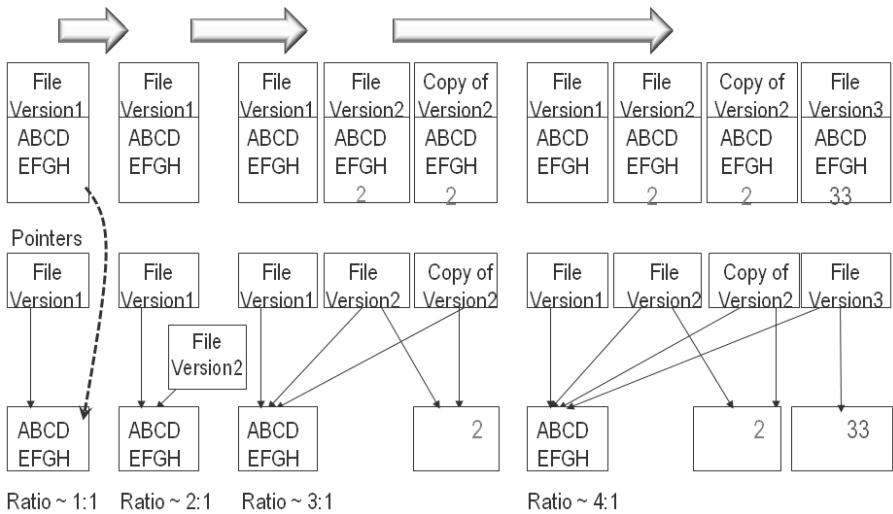 File Version1
ABCD
EFGH
File Version1
ABCD
EFGH
File Version1
ABCD
EFGH
File Version2
ABCD
EFGH
2
Copy of Version2
ABCD
EFGH
2
File Version1
ABCD
EFGH
File Version2
ABCD
EFGH
2
Copy of Version2
ABCD
EFGH
2
File Version3
ABCD
EFGH
33
Pointers
File Version1
File Version1
File Version2
File Version1
File Version2
Copy of Version2
File Version1
File Version2
Copy of Version2
File Version3
ABCD
EFGH
ABCD
EFGH
ABCD
EFGH
2
ABCD
EFGH
2
33
Ratio ~ 1:1
Ratio ~ 2:1
Ratio ~ 3:1
Ratio ~ 4:1